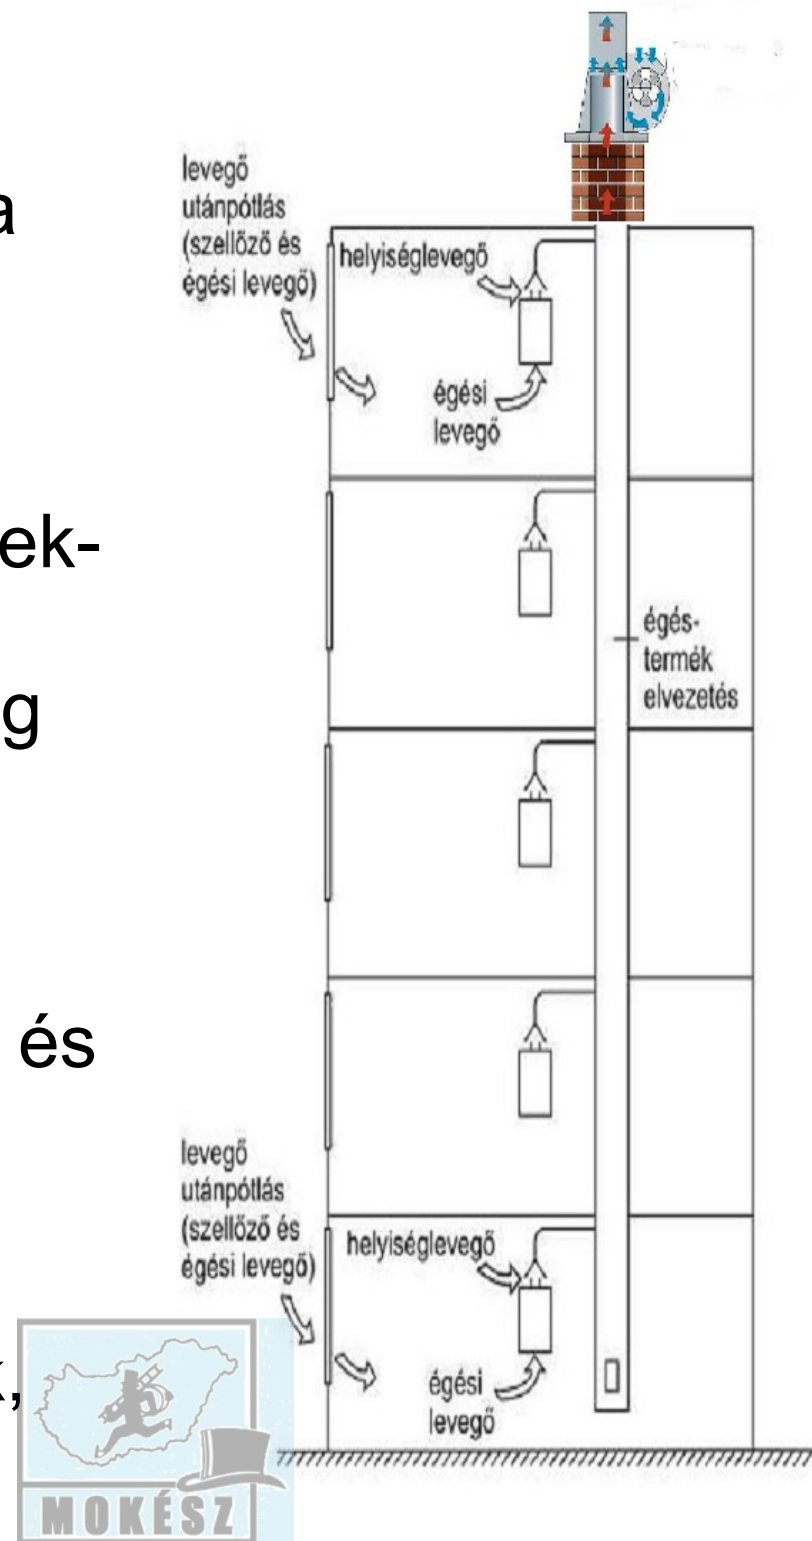 a
levegő
utánpótlás
(szellőző és
égési levegő)
helyiséglevegő
égési
levegő
ek-
égés-
termék
elvezetés
g
és
levegő
utánpótlás
(szellőző és
égési levegő)
helyiséglevegő
égési
levegő
k,
MOKÉSZ